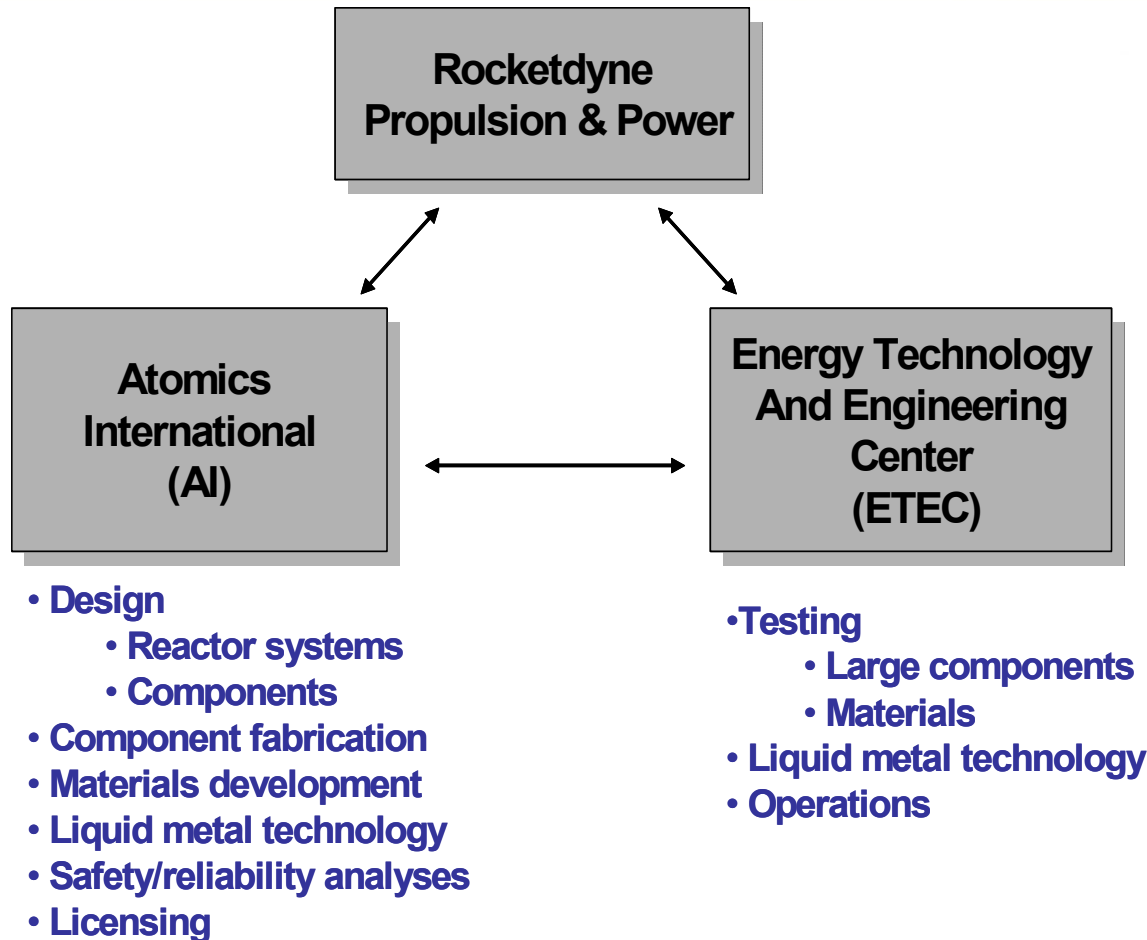 Rocketdyne
Propulsion & Power
Atomics
International
(AI)
Energy Technology
And Engineering
Center
(ETEC)
• Design
• Reactor systems
• Components
• Component fabrication
• Materials development
• Liquid metal technology
• Safety/reliability analyses
• Licensing
•Testing
• Large components
• Materials
• Liquid metal technology
• Operations